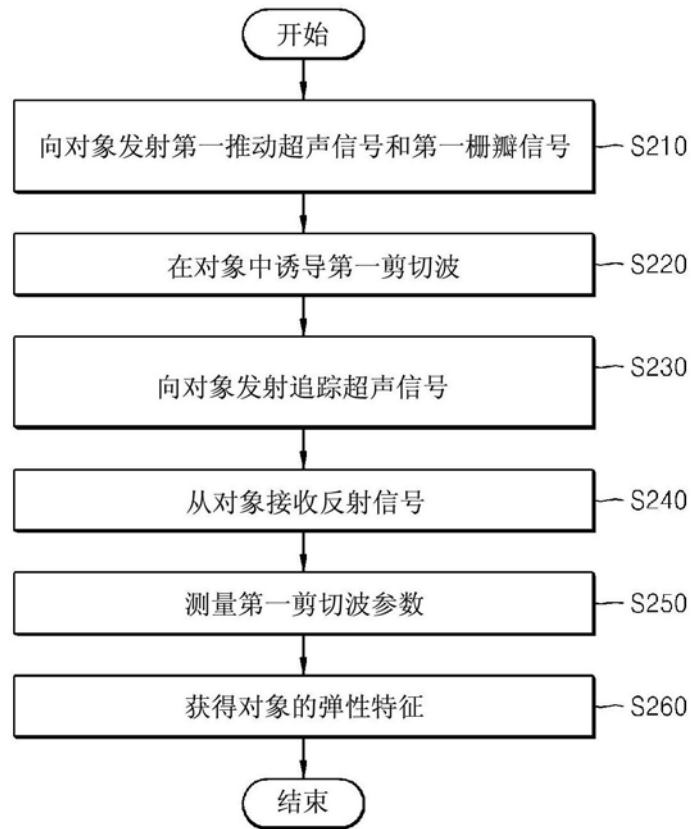 开始
向对象发射第一推动超声信号和第一栅瓣信号
S210
在对象中诱导第一剪切波
S220
向对象发射追踪超声信号
S230
从对象接收反射信号
S240
测量第一剪切波参数
S250
获得对象的弹性特征
S260
结束